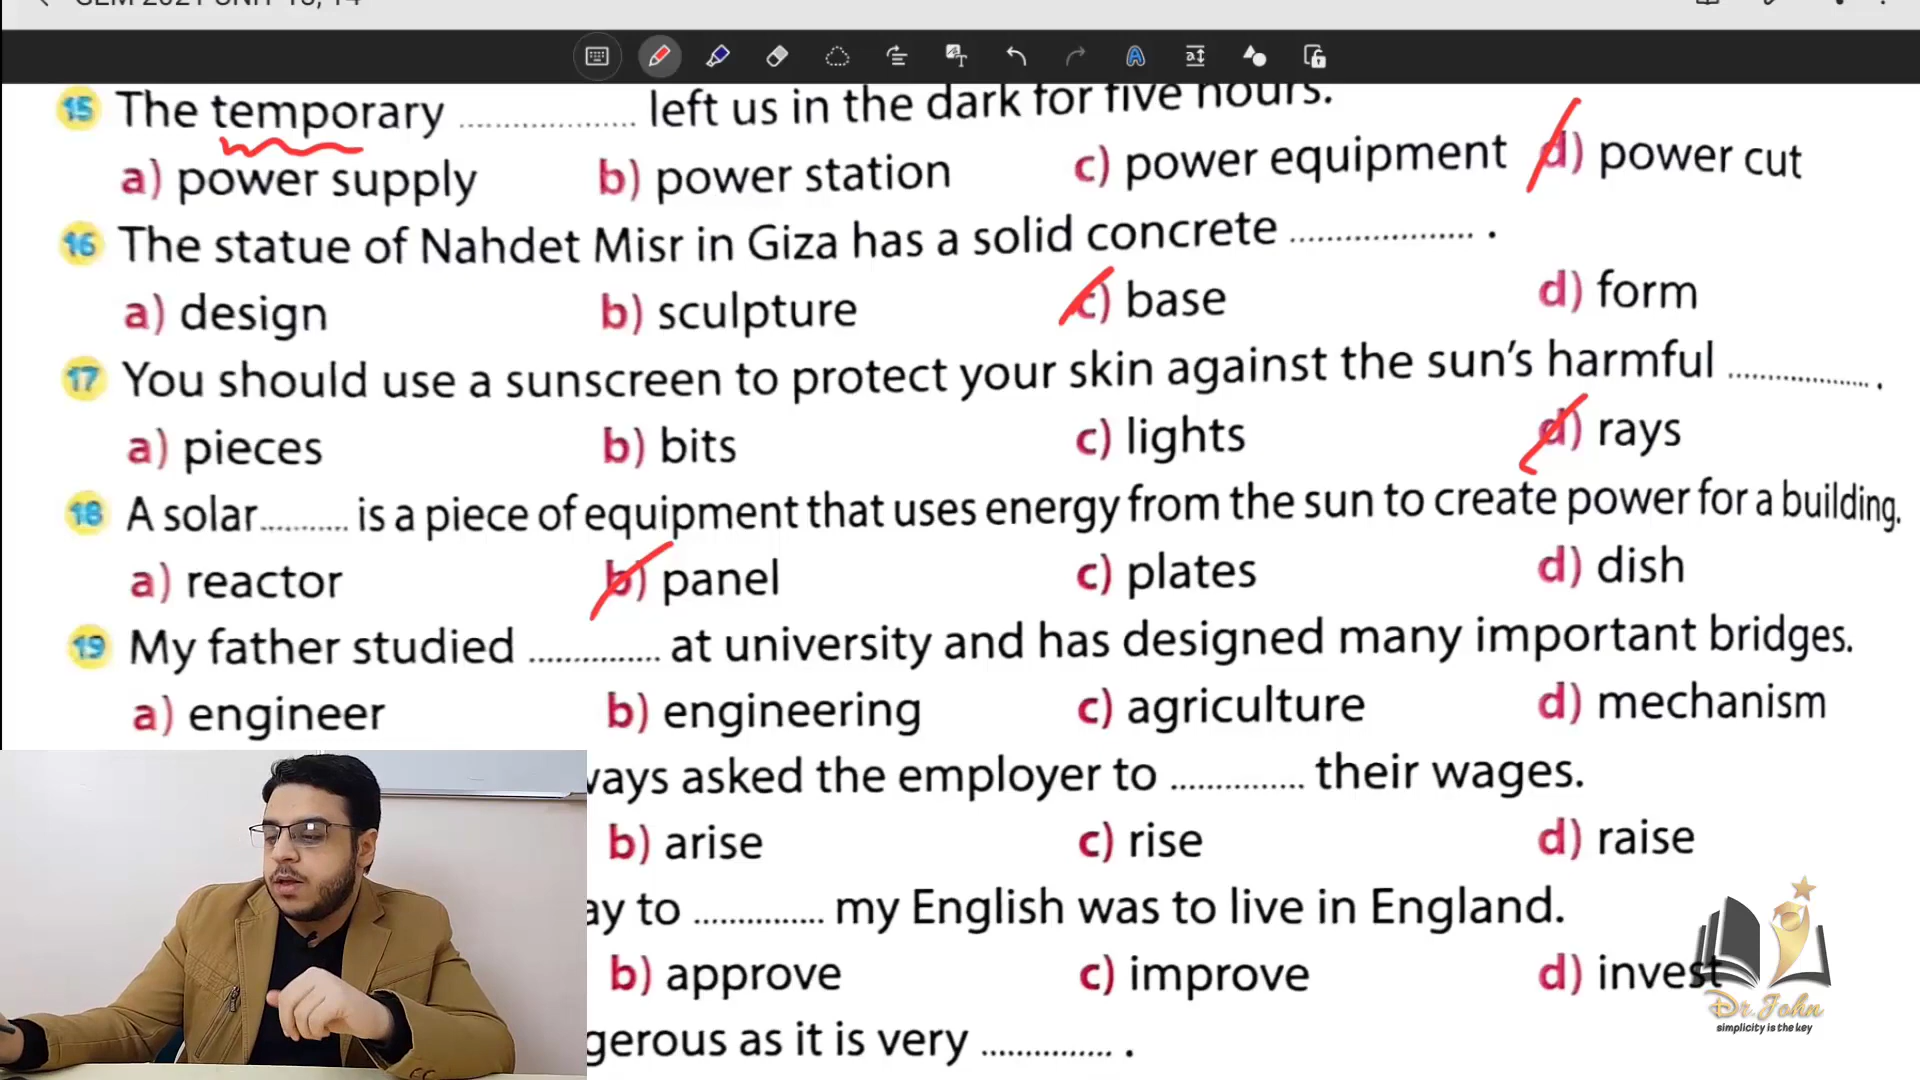 15 The temporary .................... left us in the dark for five hours.
a) power supply b) power station c) power equipment d) power cut
16 The statue of Nahdet Misr in Giza has a solid concrete .................... .
a) design b) sculpture c) base d) form
17 You should use a sunscreen to protect your skin against the sun's harmful .................... .
a) pieces b) bits c) lights d) rays
18 A solar .......... is a piece of equipment that uses energy from the sun to create power for a building.
a) reactor b) panel c) plates d) dish
19 My father studied .............. at university and has designed many important bridges.
a) engineer b) engineering c) agriculture d) mechanism
asked the employer to .............. their wages.
b) arise c) rise d) raise
to .............. my English was to live in England.
b) approve c) improve d) invest
as it is very .............. .
Dr.John
simplicity is the key